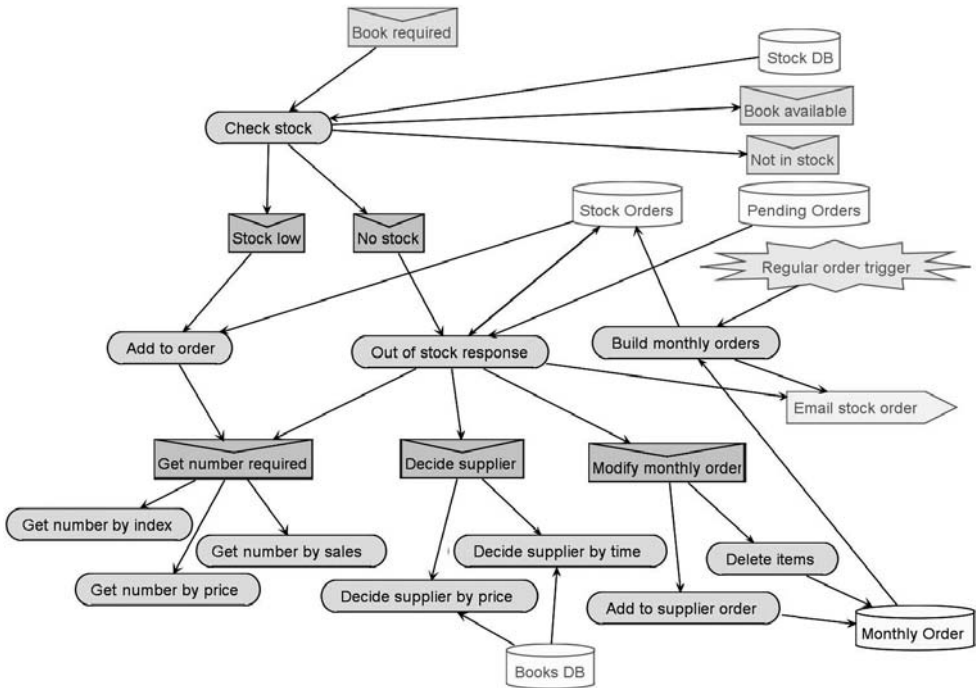 Book required
Stock DB
Book available
Check stock
Not in stock
Stock Orders
Pending Orders
Stock low
No stock
Regular order trigger
Add to order
Out of stock response
Build monthly orders
Email stock order
Get number required
Decide supplier
Modify monthly order
Get number by index
Get number by sales
Decide supplier by time
Delete items
Get number by price
Decide supplier by price
Add to supplier order
Monthly Order
Books DB